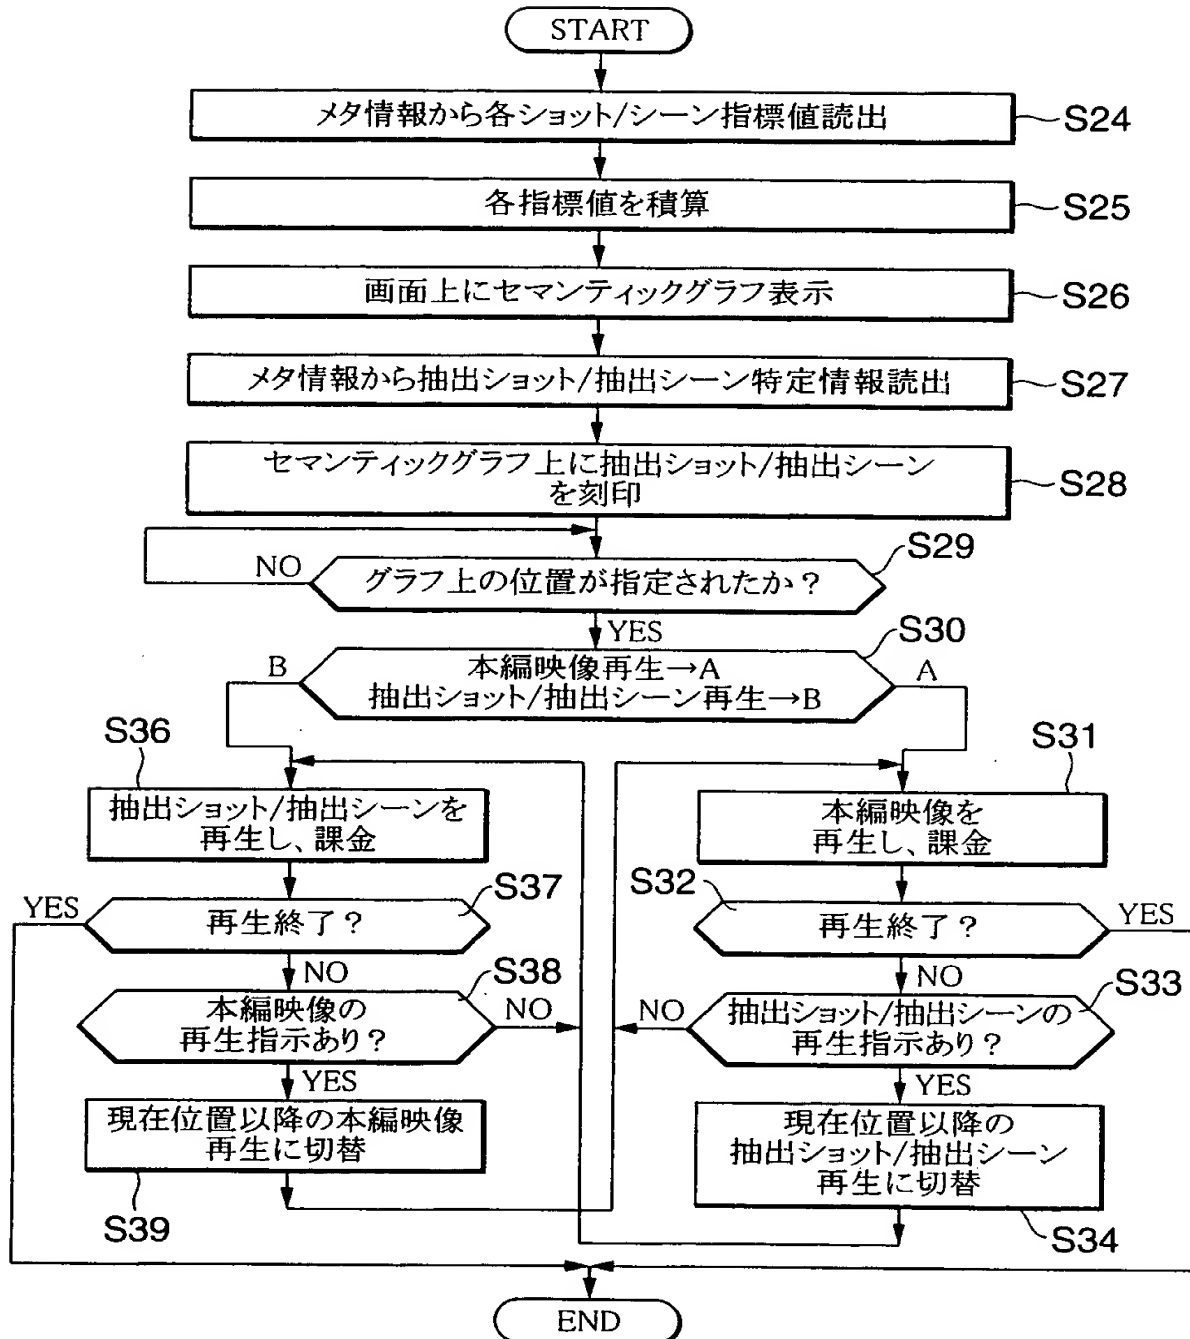 START
メタ情報から各ショット/シーン指標値読出
S24
各指標値を積算
S25
画面上にセマンティックグラフ表示
S26
メタ情報から抽出ショット/抽出シーン特定情報読出
S27
セマンティックグラフ上に抽出ショット/抽出シーン
を刻印
S28
S29
NO
グラフ上の位置が指定されたか?
YES
S30
B
本編映像再生→A
A
抽出ショット/抽出シーン再生→B
S36
S31
抽出ショット/抽出シーンを
再生し、課金
本編映像を
再生し、課金
S37
S32
YES
再生終了?
再生終了?
YES
NO
NO
S38
S33
本編映像の
再生指示あり?
NO
NO
抽出ショット/抽出シーンの
再生指示あり?
YES
YES
現在位置以降の本編映像
再生に切替
現在位置以降の
抽出ショット/抽出シーン
再生に切替
S39
S34
END